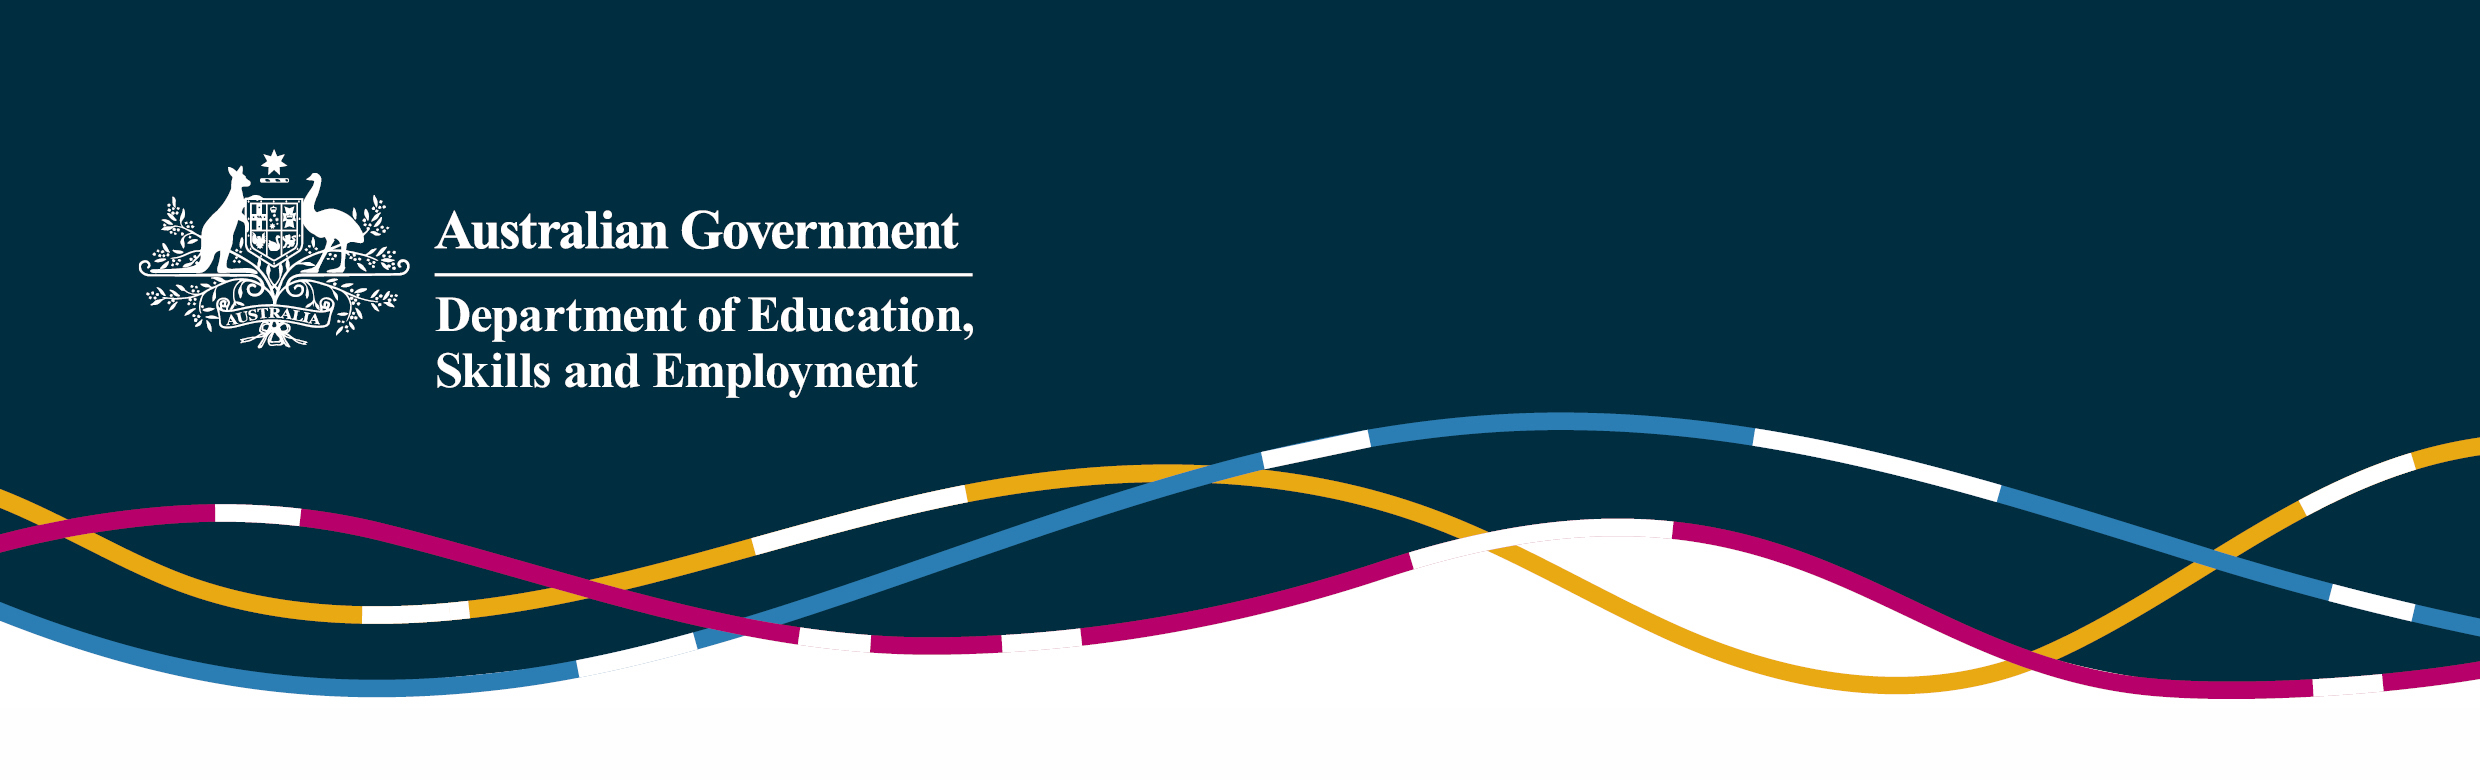 Australian Government
Department of Education,
Skills and Employment
AUSTRALIA